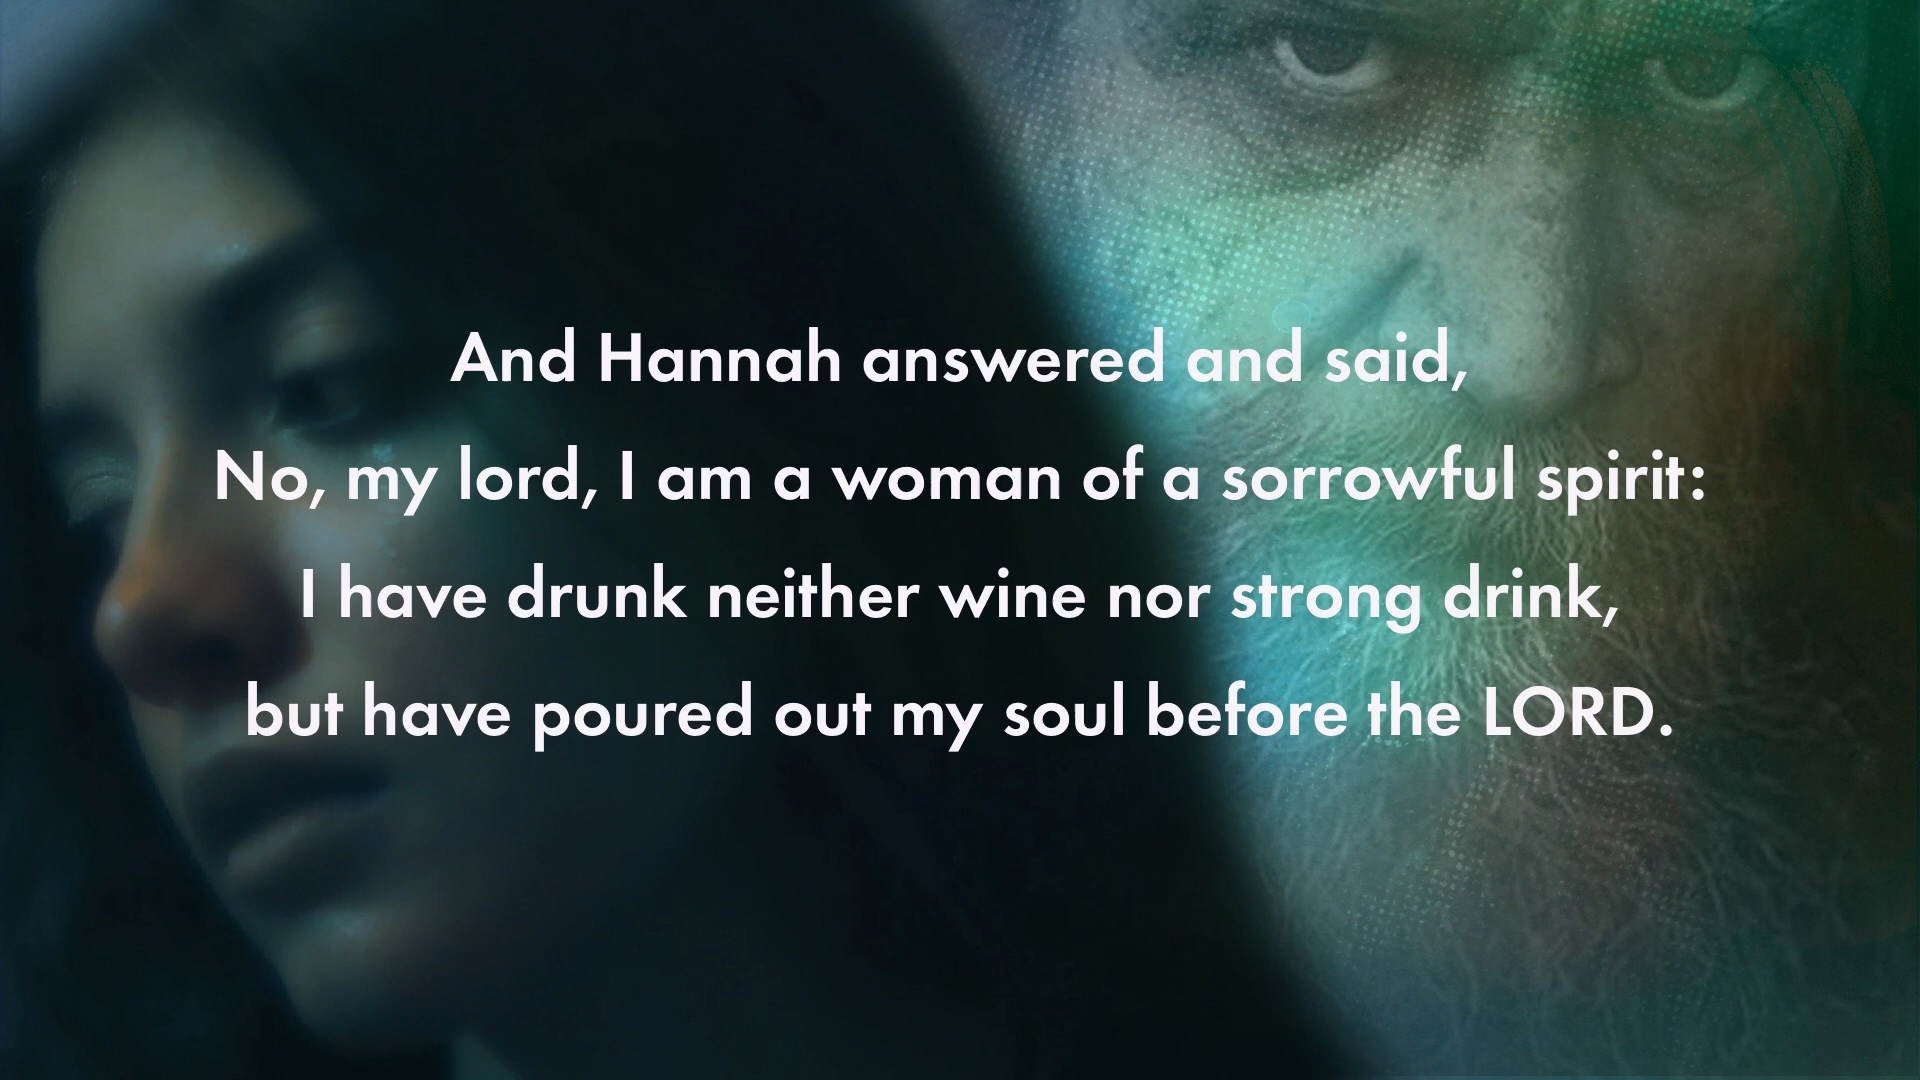 And Hannah answered and said,
No, my lord, I am a woman of a sorrowful spirit:
I have drunk neither wine nor strong drink,
but have poured out my soul before the LORD.